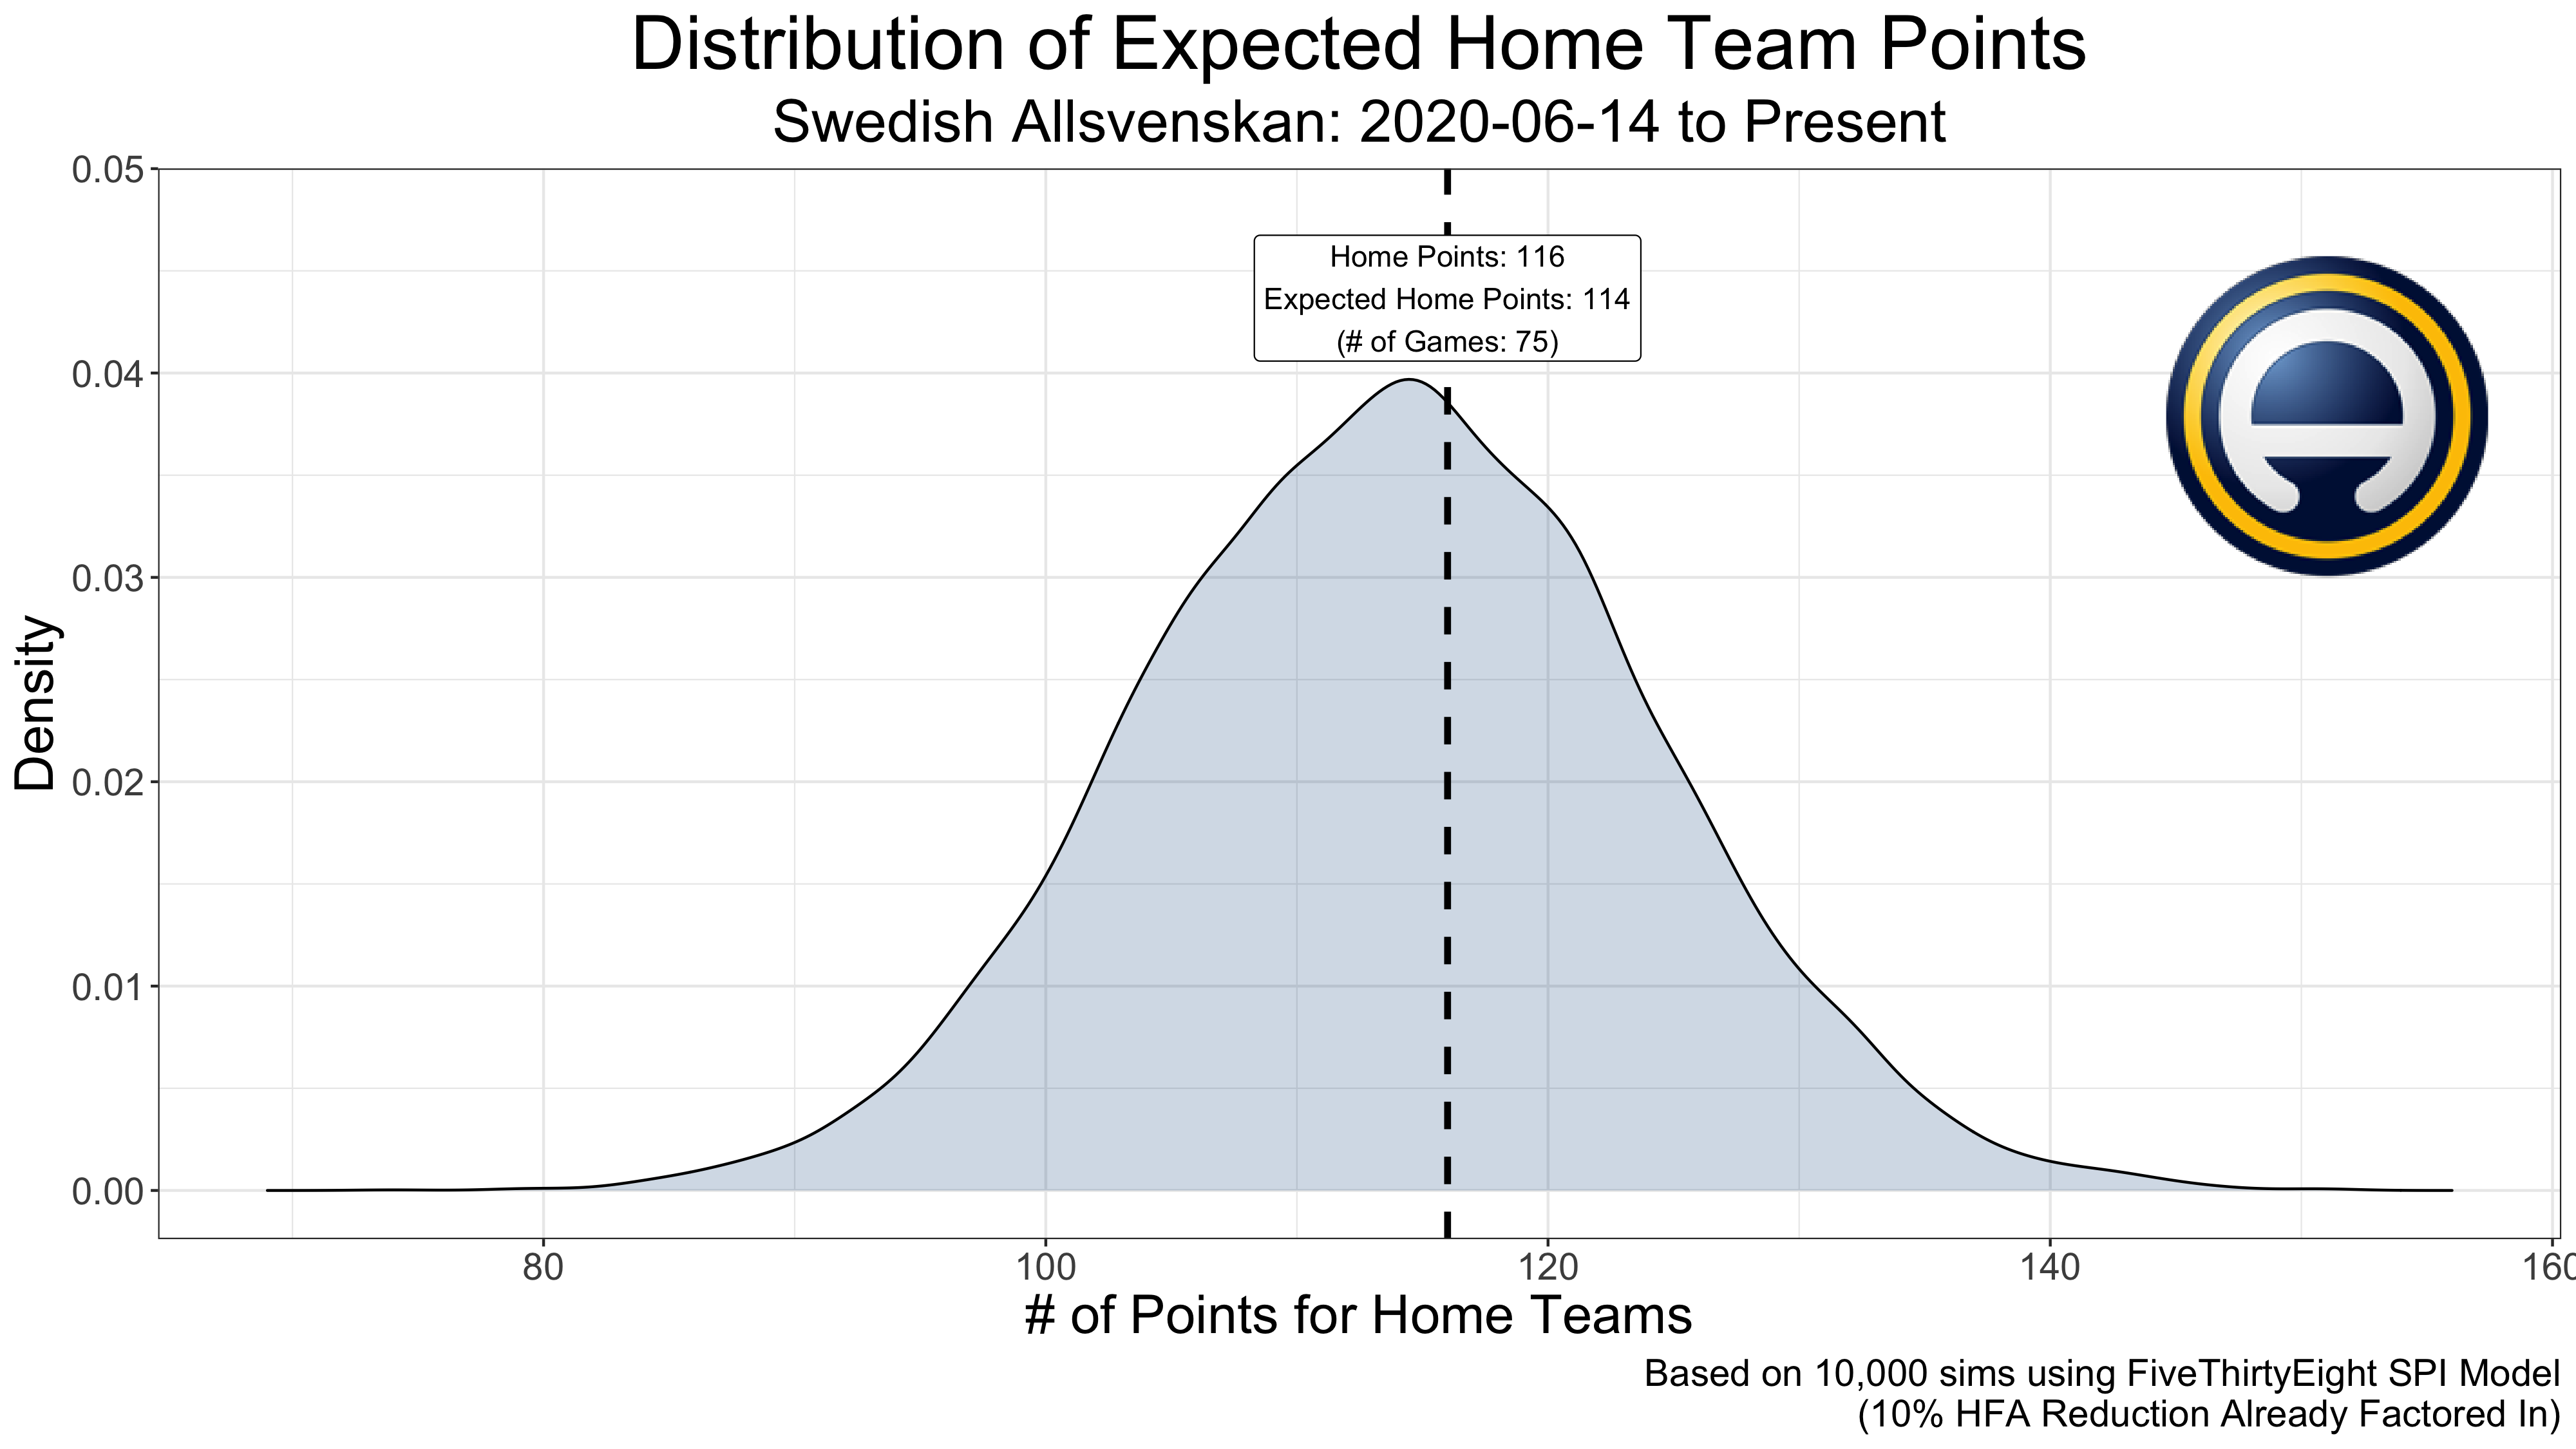 Distribution of Expected Home Team Points
Swedish Allsvenskan: 2020-06-14 to Present
0.05
Home Points: 116
Expected Home Points: 114
(# of Games: 75)
0.04
0.03
0.02
0.01
0.00
Density
80 100 120 140 160
# of Points for Home Teams
Based on 10,000 sims using FiveThirtyEight SPI Model
(10% HFA Reduction Already Factored In)